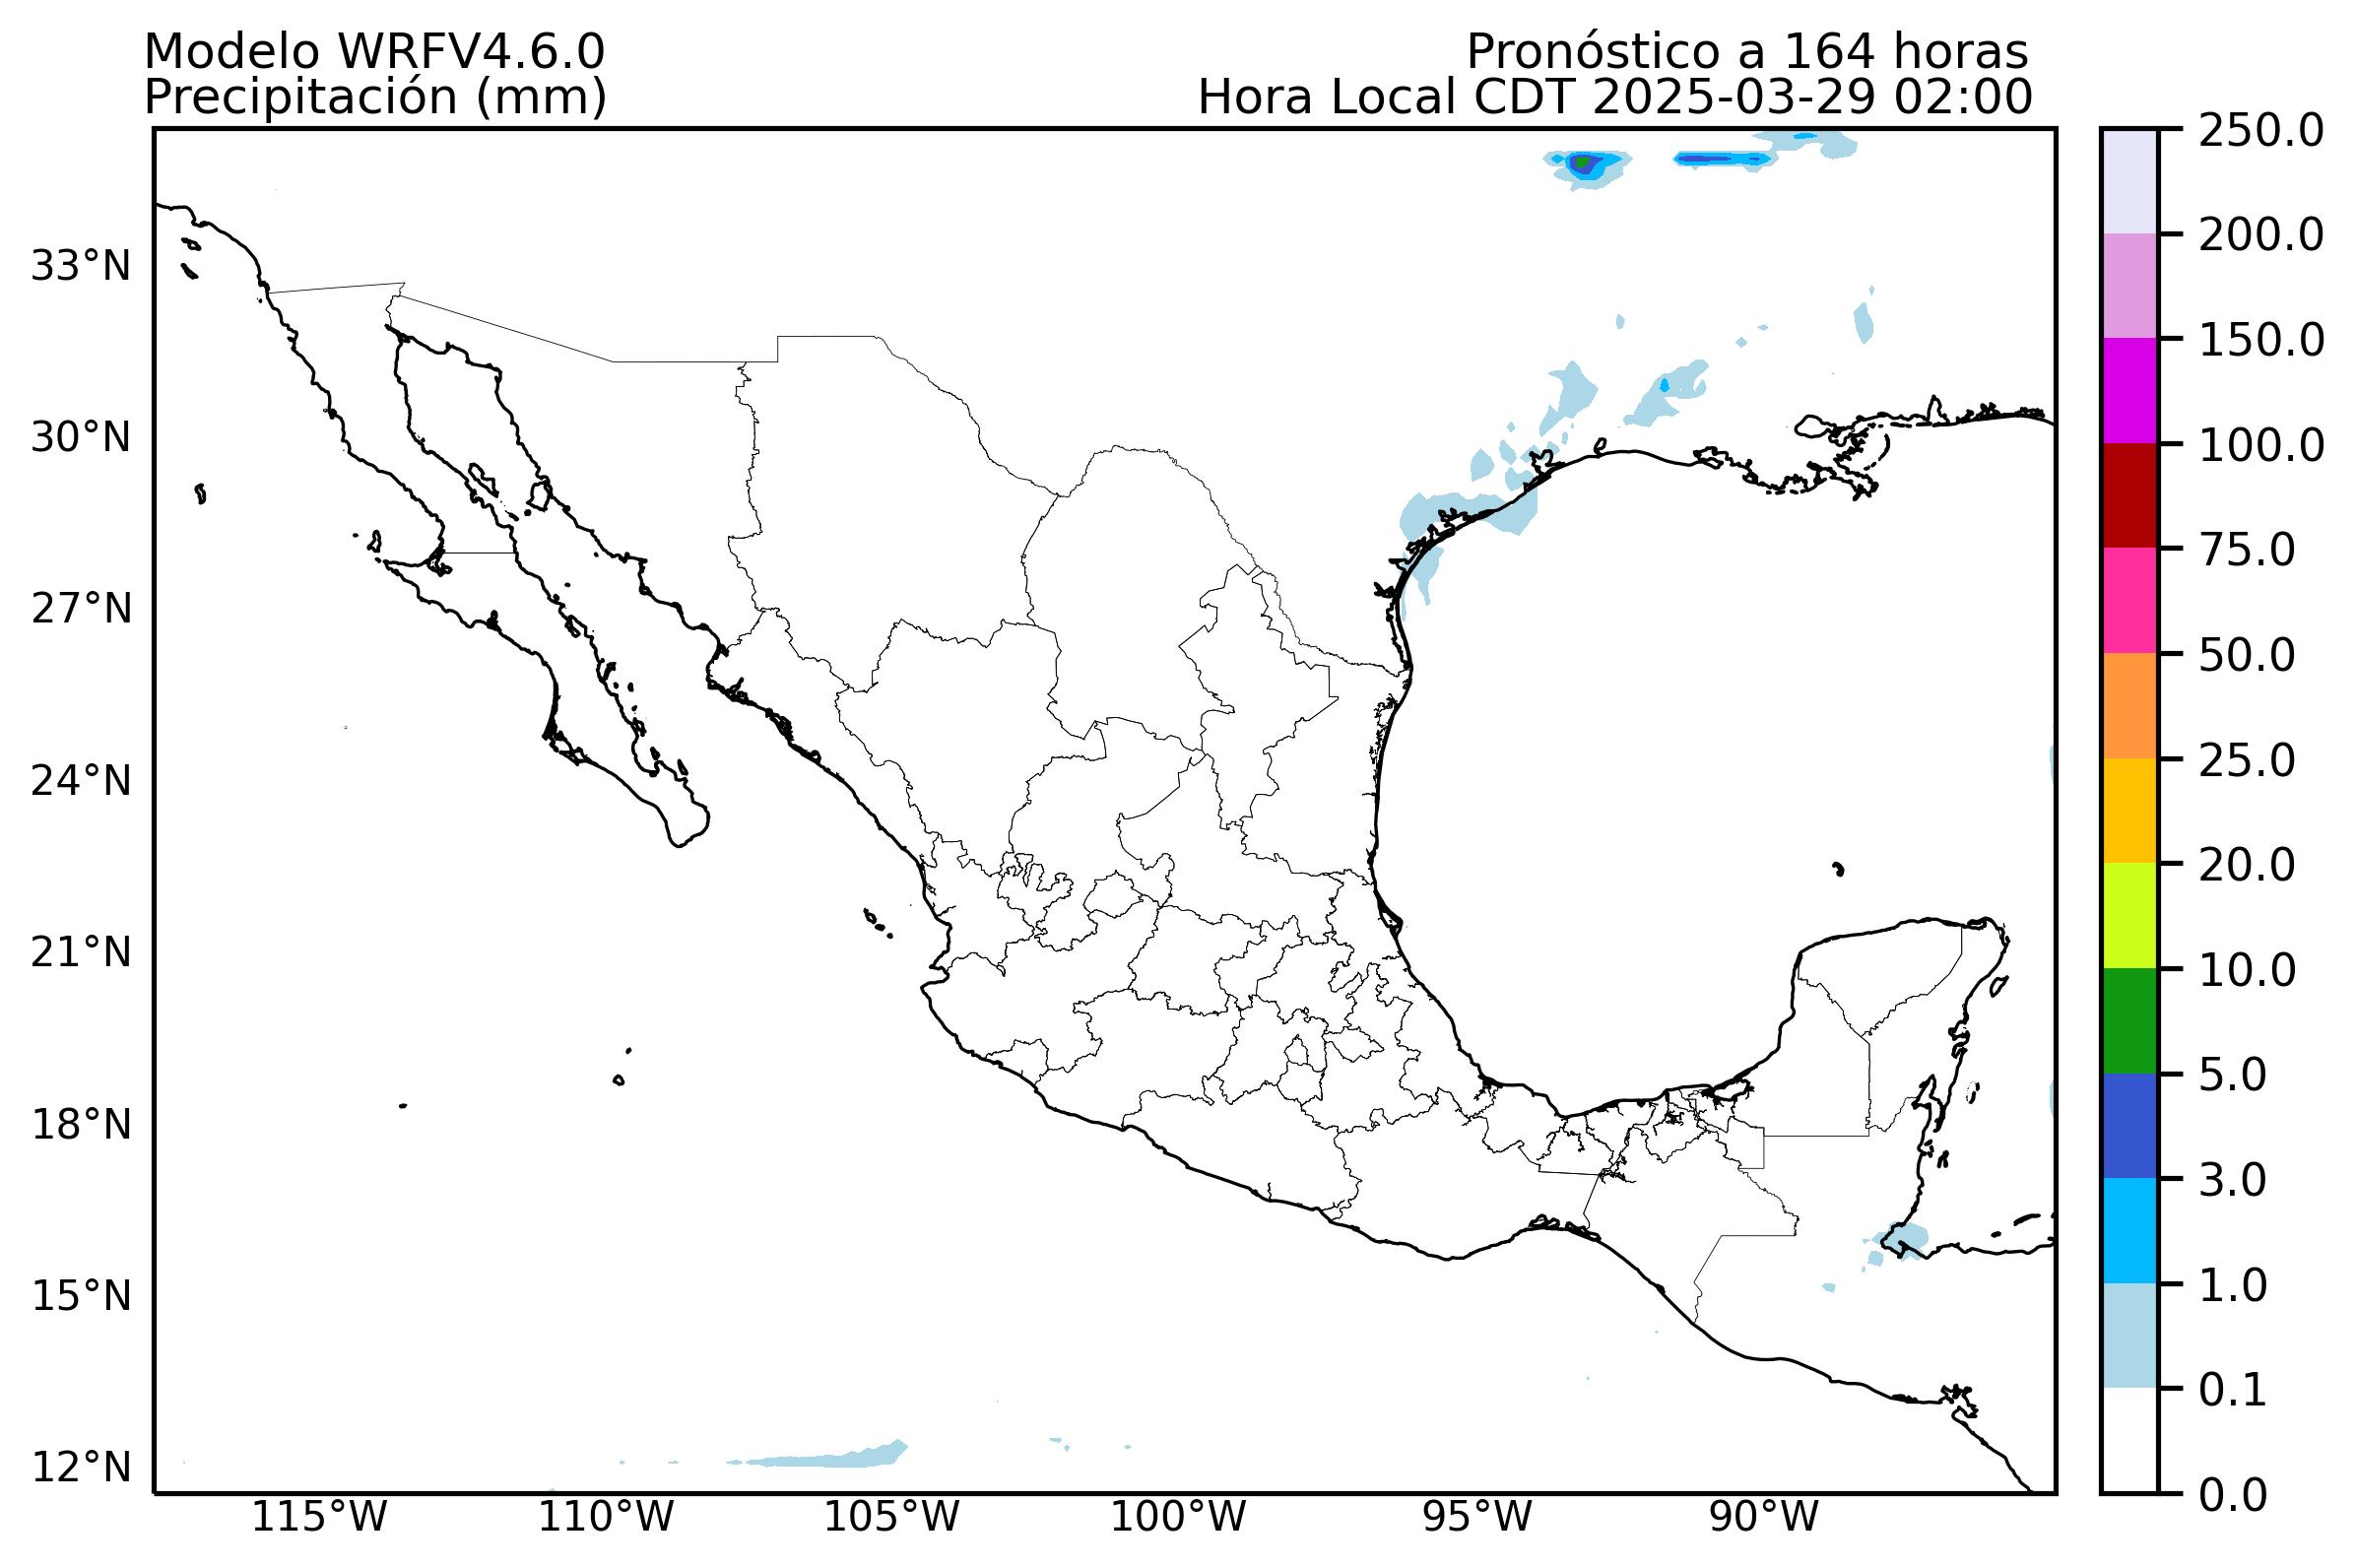 Modelo WRFV4.6.0
Precipitación (mm)
Pronóstico a 164 horas
Hora Local CDT 2025-03-29 02:00
33°N
30°N
27°N
24°N
21°N
18°N
15°N
12°N
115°W
110°W
105°W
100°W
95°W
90°W
250.0
200.0
150.0
100.0
75.0
50.0
25.0
20.0
10.0
5.0
3.0
1.0
0.1
0.0